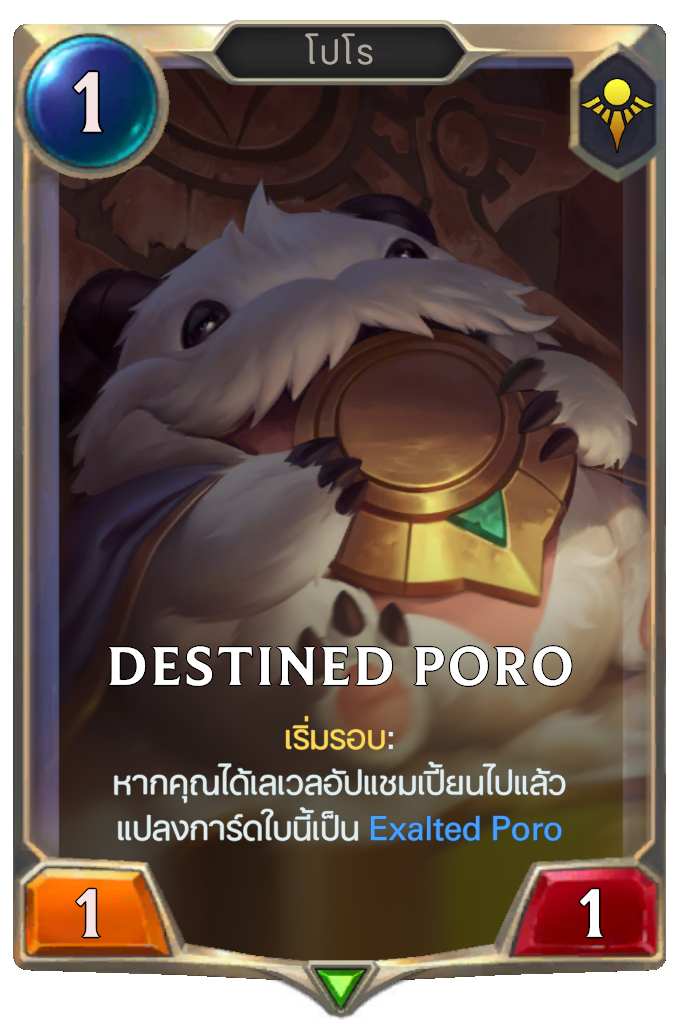 โปโร
1
DESTINED PORO
เริ่มรอบ:
หากคุณได้เลเวลอัปแชมเปี้ยนไปแล้ว
แปลงการ์ดใบนี้เป็น Exalted Poro
1
1